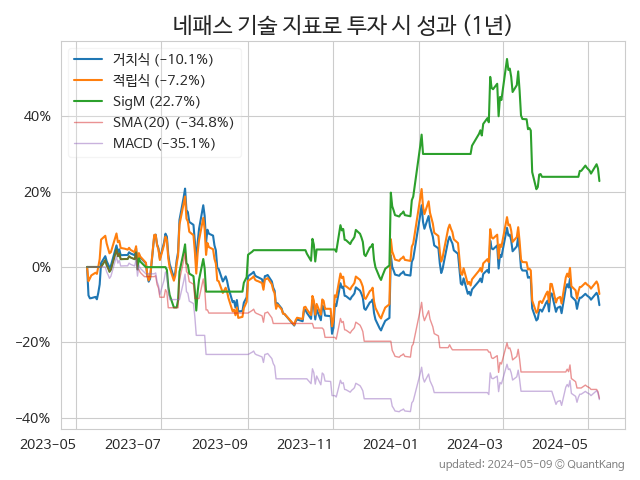 네패스 기술 지표로 투자 시 성과 (1년)
거치식 (−10.1%)
적립식 (−7.2%)
SigM (22.7%)
SMA(20) (−34.8%)
MACD (−35.1%)
40%
20%
0%
−20%
−40%
2023-05 2023-07 2023-09 2023-11 2024-01 2024-03 2024-05
updated: 2024-05-09 © QuantKang